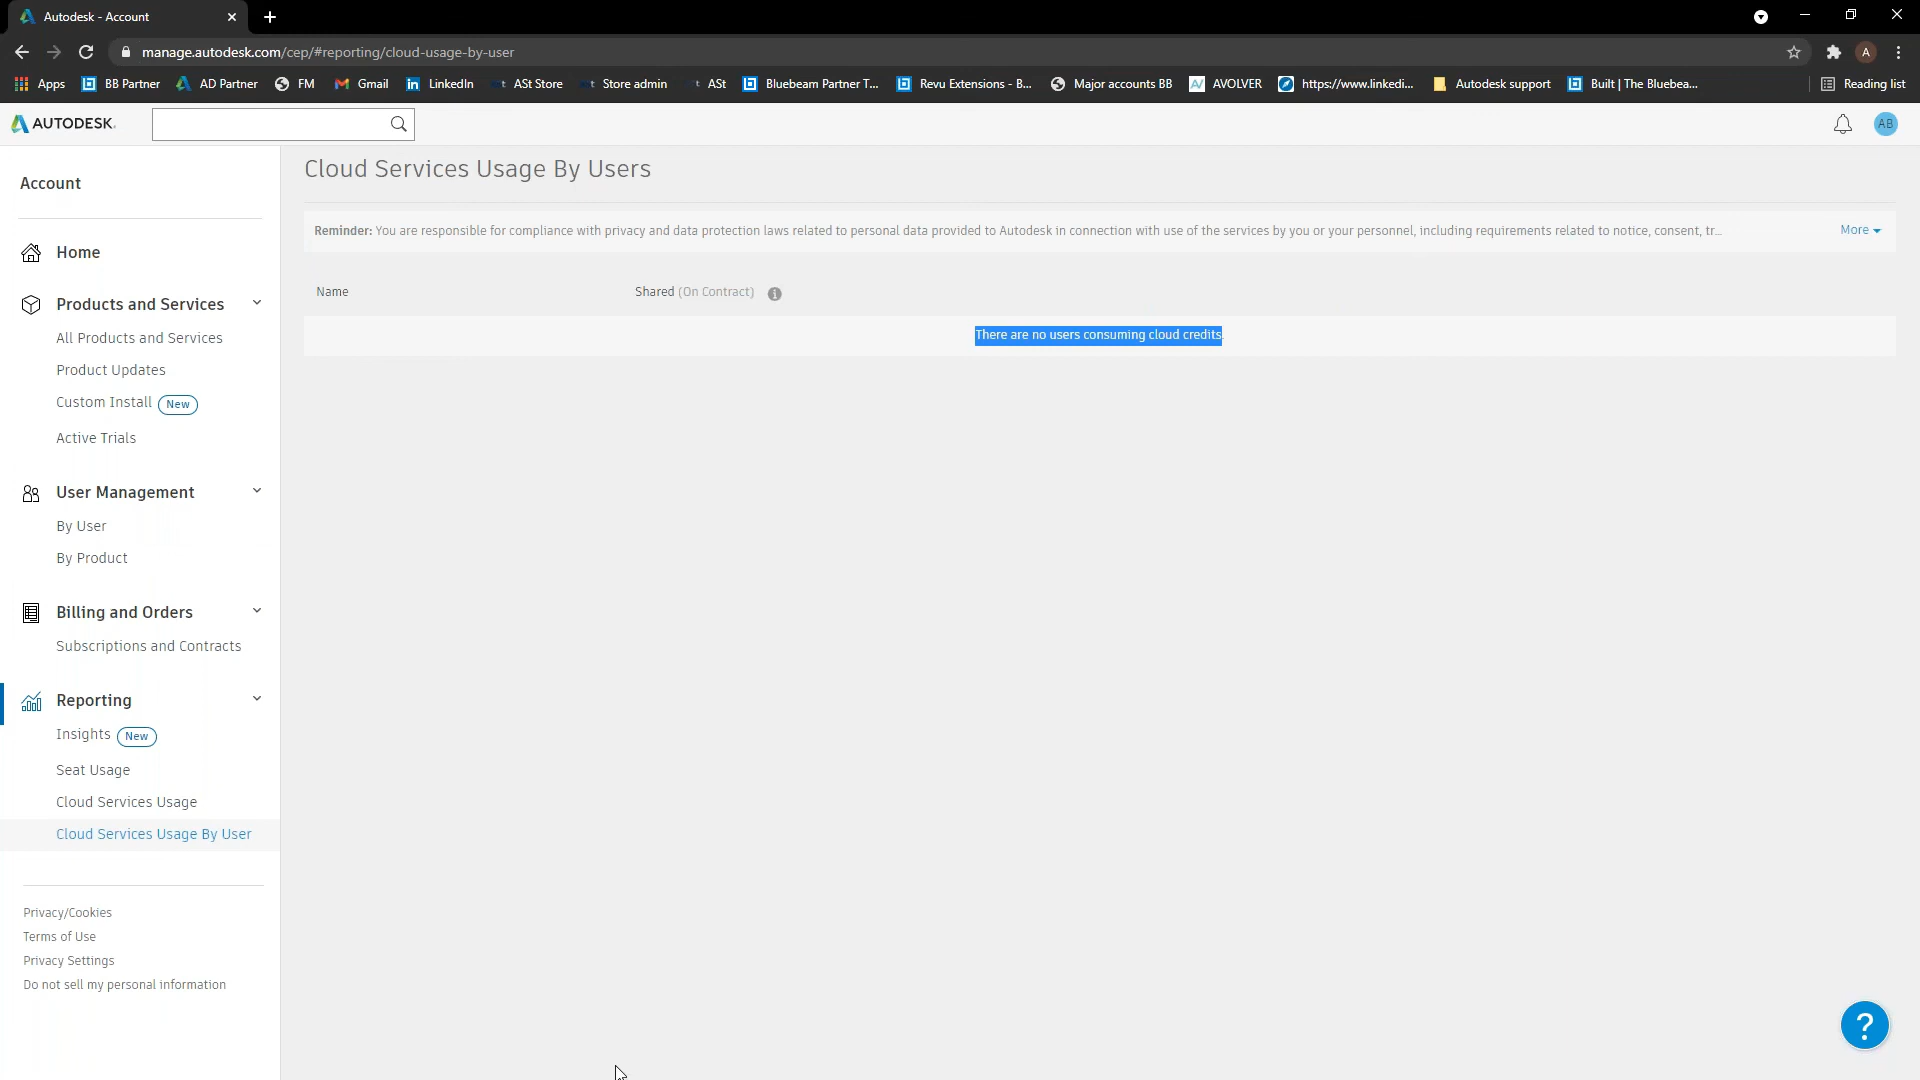 Autodesk - Account
manage.autodesk.com/cep/#reporting/cloud-usage-by-user
A
Apps
BB Partner
AD Partner
FM
Gmail
LinkedIn
ASt Store
Store admin
ASt
Bluebeam Partner T...
Revu Extensions - B...
Major accounts BB
AVOLVER
https://www.linkedi...
Autodesk support
Built | The Bluebea...
Reading list
AUTODESK
AB
Account
Home
Products and Services
All Products and Services
Product Updates
Custom Install New
Active Trials
User Management
By User
By Product
Billing and Orders
Subscriptions and Contracts
Reporting
Insights New
Seat Usage
Cloud Services Usage
Cloud Services Usage By User
Privacy/Cookies
Terms of Use
Privacy Settings
Do not sell my personal information
Cloud Services Usage By Users
Reminder: You are responsible for compliance with privacy and data protection laws related to personal data provided to Autodesk in connection with use of the services by you or your personnel, including requirements related to notice, consent, tr...
More
Name
Shared (On Contract)
There are no users consuming cloud credits.
?